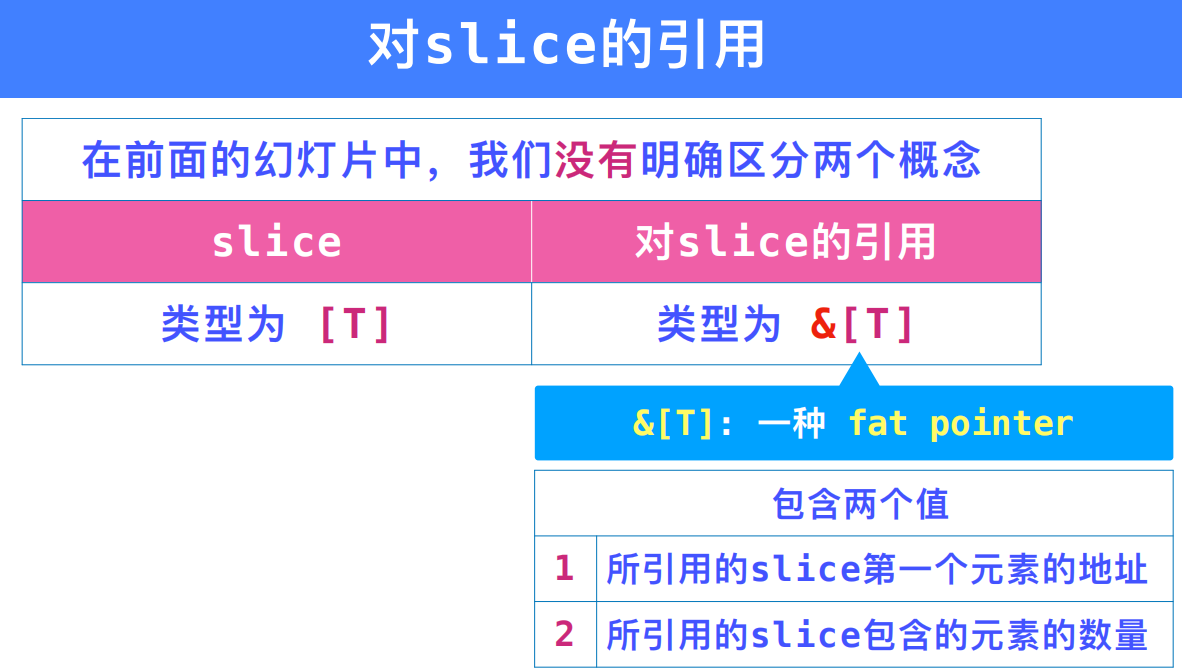 对slice的引用
在前面的幻灯片中，我们没有明确区分两个概念
slice 对slice的引用
类型为 [T] 类型为 &[T]
&[T]: 一种 fat pointer
包含两个值
1 所引用的slice第一个元素的地址
2 所引用的slice包含的元素的数量